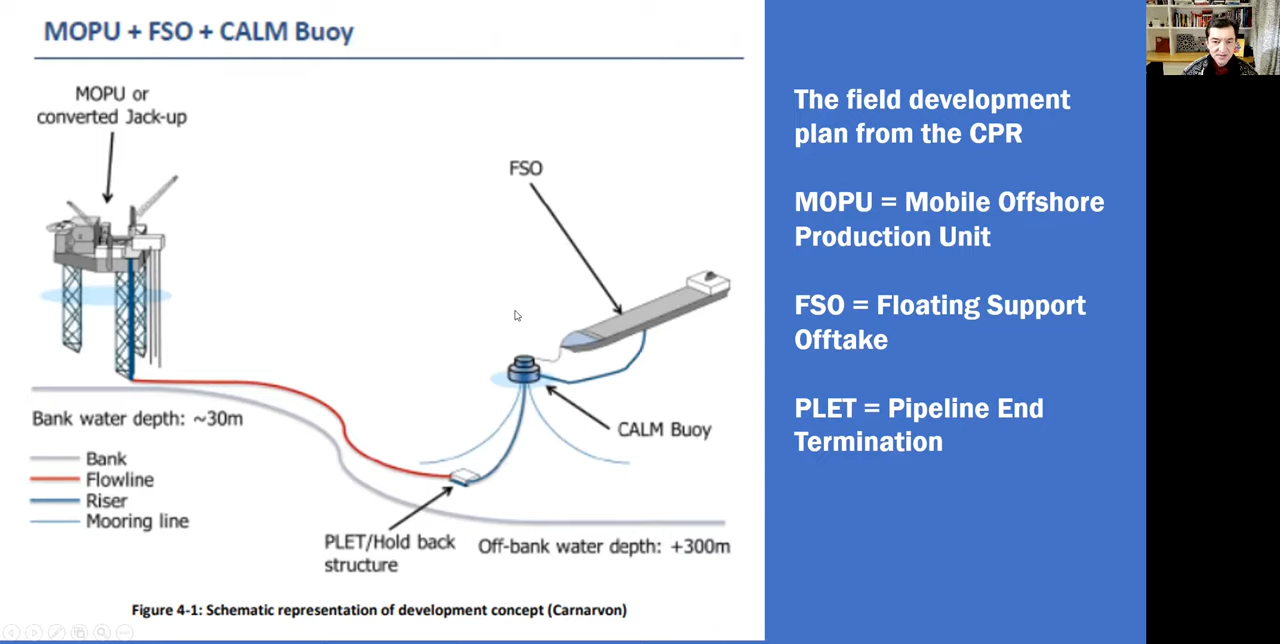 MOPU + FSO + CALM Buoy
MOPU or
converted Jack-up
FSO
CALM Buoy
Bank water depth: ~30m
Bank
Flowline
Riser
Mooring line
PLET/Hold back
structure
Off-bank water depth: +300m
Figure 4-1: Schematic representation of development concept (Carnarvon)
The field development
plan from the CPR
MOPU = Mobile Offshore
Production Unit
FSO = Floating Support
Offtake
PLET = Pipeline End
Termination